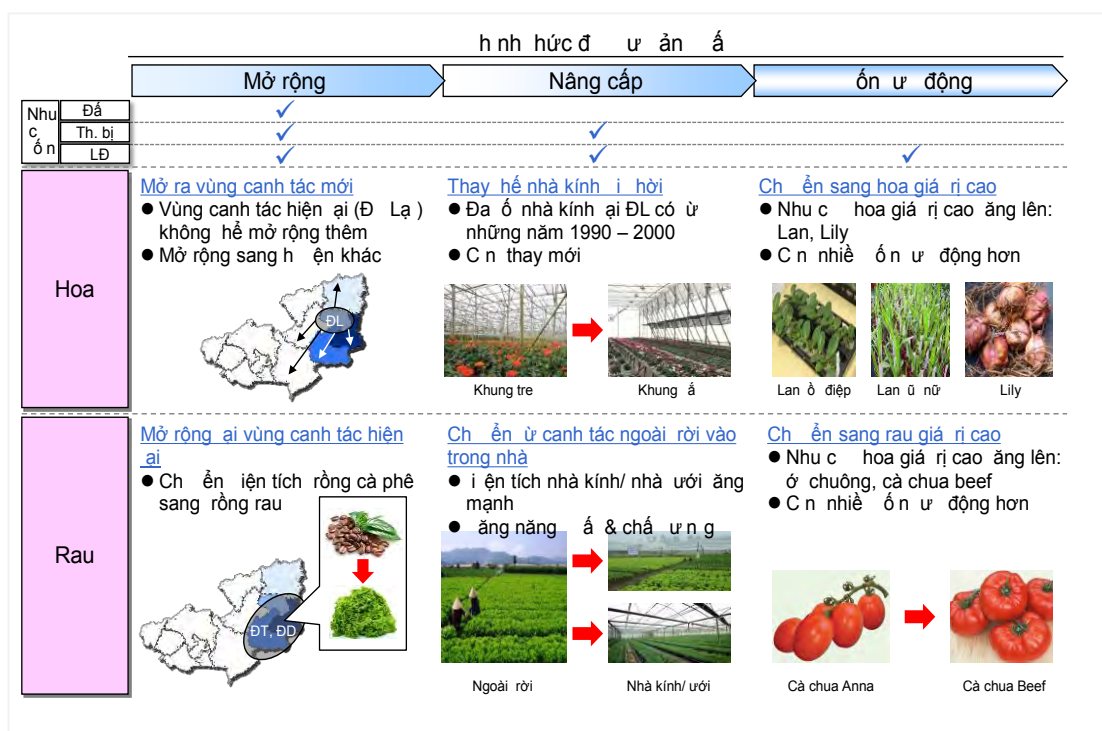 h nh hức đ ư ản ấ
Mở rộng
Nâng cấp
ốn ư động
Nhu
c
ố n
Đấ
Th. bị
LĐ
Hoa
Mở ra vùng canh tác mới
● Vùng canh tác hiện ại (Đ Lạ )
không hể mở rộng thêm
● Mở rộng sang h ện khác
ĐL
Thay hế nhà kính i hời
● Đa ố nhà kính ại ĐL có ừ
những năm 1990 – 2000
● C n thay mới
Khung tre
Khung ấ
Ch ển sang hoa giá rị cao
● Nhu c hoa giá rị cao ăng lên:
Lan, Lily
● C n nhiề ố n ư động hơn
Lan ồ điệp
Lan ũ nữ
Lily
Rau
Mở rộng ại vùng canh tác hiện
ại
● Ch ển iện tích rồng cà phê
sang rồng rau
ĐT, ĐD
Ch ển ừ canh tác ngoài rời vào
trong nhà
● i ện tích nhà kính/ nhà ưới ăng
mạnh
● ăng năng ấ & chấ ư n g
Ngoài rời
Nhà kính/ ưới
Ch ển sang rau giá rị cao
● Nhu c hoa giá rị cao ăng lên:
ớ chuông, cà chua beef
● C n nhiề ố n ư động hơn
Cà chua Anna
Cà chua Beef